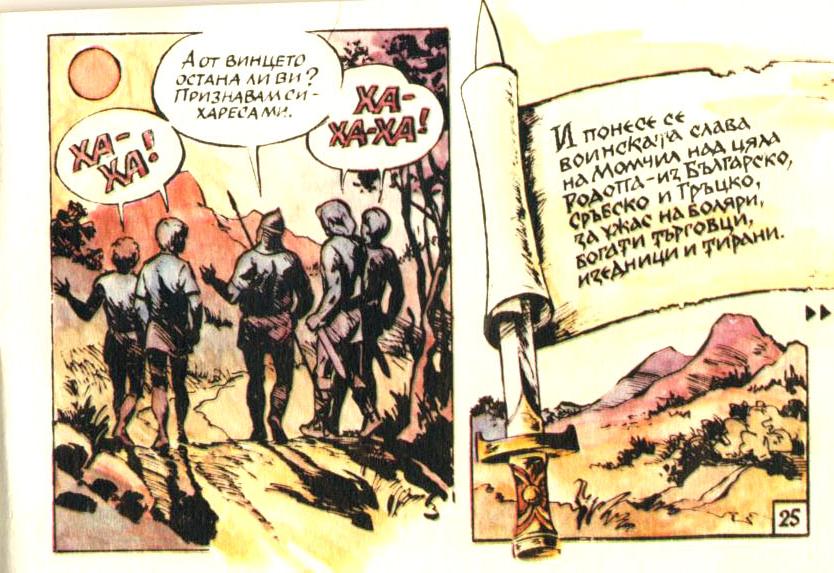 А ОТ ВИНЦЕТО
ОСТАНА ЛИ ВИ?
ПРИЗНАВАМ СИ-
ХАРЕСА МИ.
ХА-
ХА!
ХА-
ХА-ХА!
И ПОНЕСЕ СЕ
ВОИНСКАТА СЛАВА
НА МОМЧИЛ НАД ЦЯЛА
РОДОПА-ИЗ БЪЛГАРСКО,
СРЪБСКО И ГРЪЦКО,
ЗА УЖАС НА БОЛЯРИ,
БОГАТИ ТЪРГОВЦИ,
ИЗЕДНИЦИ И ТИРАНИ.
25